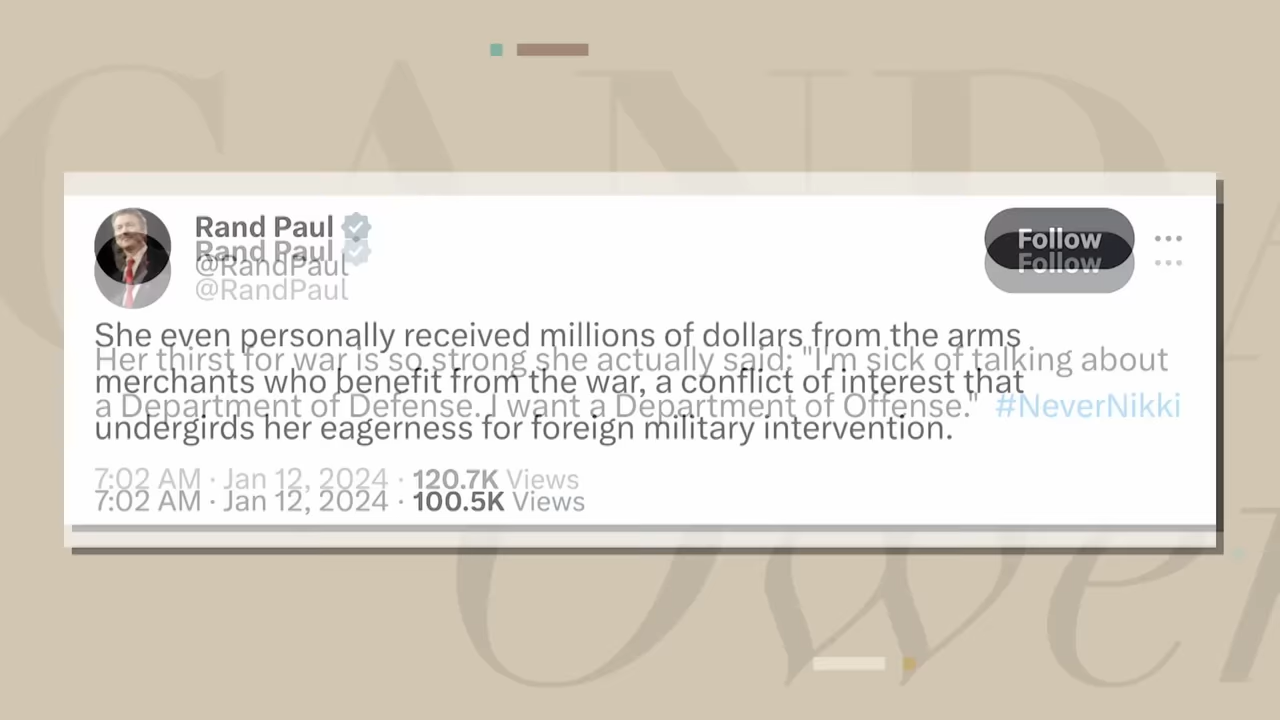 CANDA
Rand Paul
@RandPaul
Follow
She even personally received millions of dollars from the arms
merchants who benefit from the war, a conflict of interest that
undergirds her eagerness for foreign military intervention.
7:02 AM · Jan 12, 2024 · 100.5K Views
Rand Paul
@RandPaul
Follow
Her thirst for war is so strong she actually said: "I'm sick of talking about
a Department of Defense. I want a Department of Offense." #NeverNikki
7:02 AM · Jan 12, 2024 · 120.7K Views
Ower